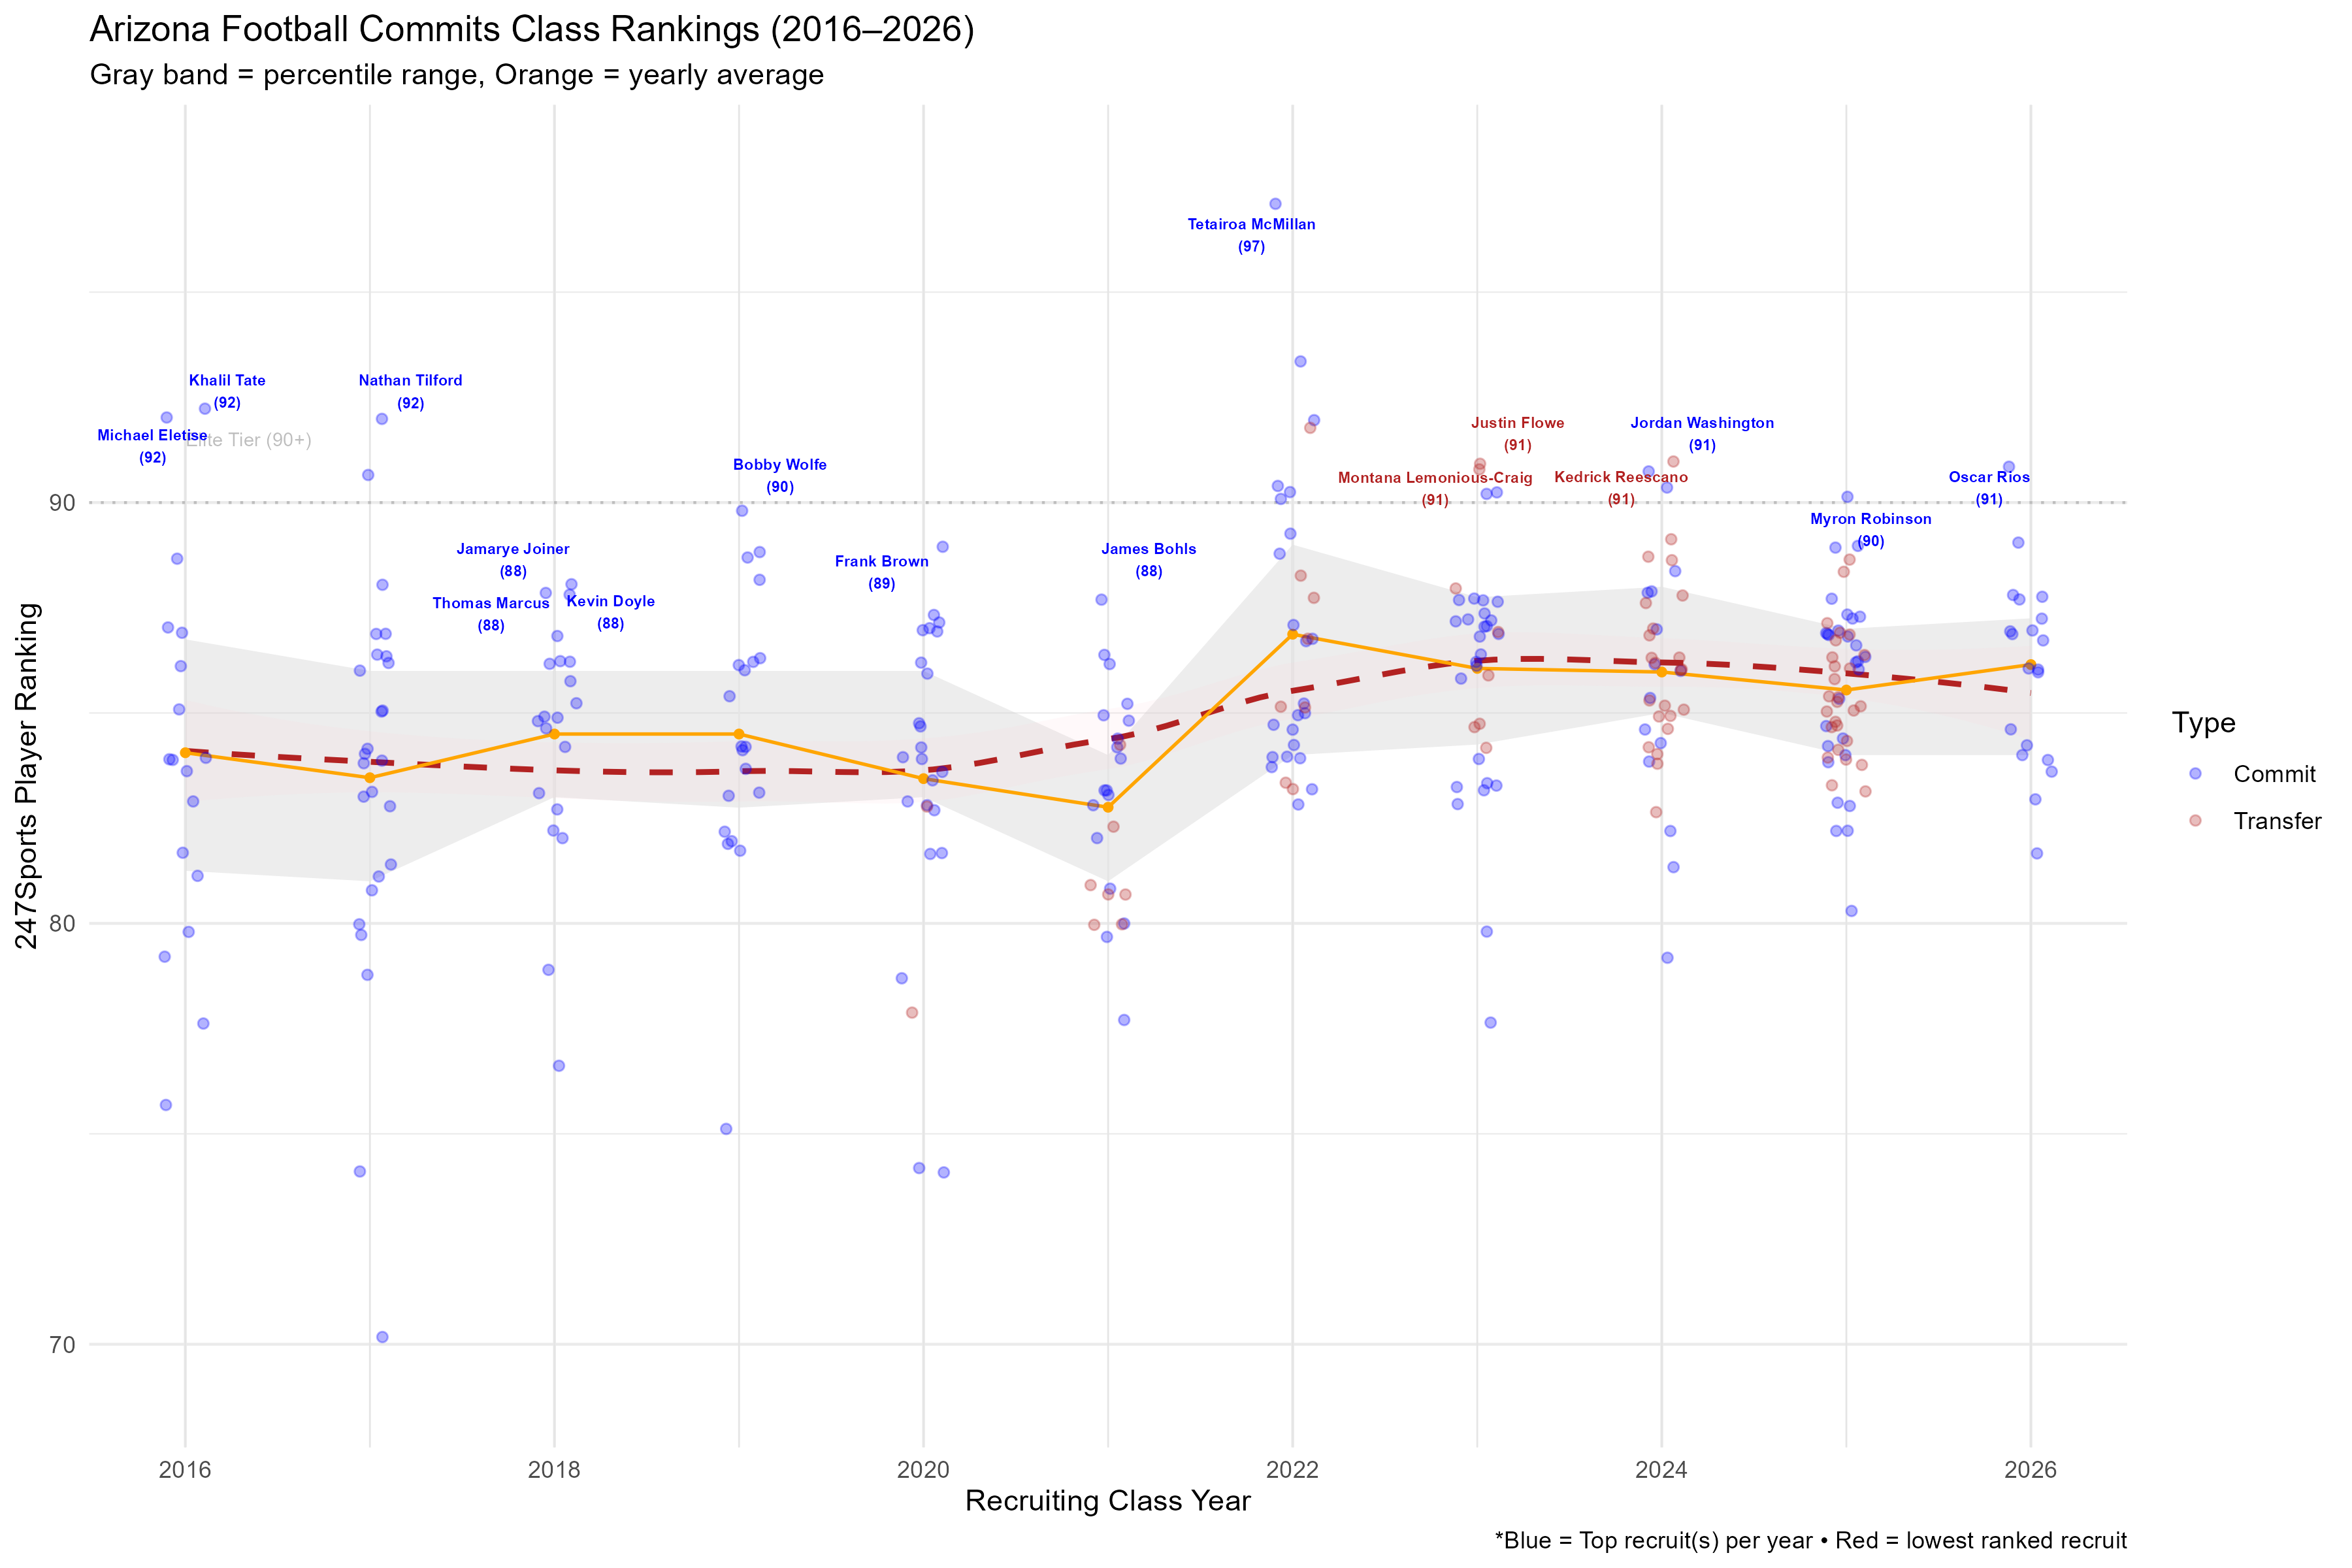 Arizona Football Commits Class Rankings (2016–2026)
Gray band = percentile range, Orange = yearly average
Tetairoa McMillan
(97)
Khalil Tate
(92)
Nathan Tilford
(92)
Michael Eletise
(92)
Elite Tier (90+)
Justin Flowe
(91)
Jordan Washington
(91)
Bobby Wolfe
(90)
Montana Lemonious-Craig
(91)
Kedrick Reescano
(91)
Oscar Rios
(91)
Myron Robinson
(90)
Jamarye Joiner
(88)
Frank Brown
(89)
James Bohls
(88)
Thomas Marcus
(88)
Kevin Doyle
(88)
90
80
70
247Sports Player Ranking
2016
2018
2020
2022
2024
2026
Recruiting Class Year
Type
Commit
Transfer
*Blue = Top recruit(s) per year • Red = lowest ranked recruit